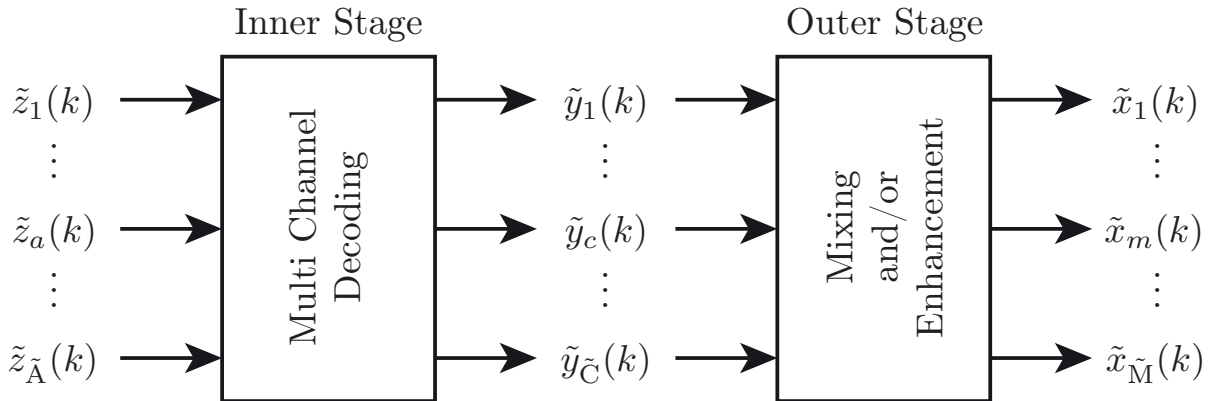 Inner Stage
Outer Stage
z̃₁(k)
⋮
z̃ₐ(k)
⋮
z̃_Ã(k)
Multi Channel
Decoding
ỹ₁(k)
⋮
ỹ_c(k)
⋮
ỹ_C̃(k)
Mixing
and/or
Enhancement
x̃₁(k)
⋮
x̃ₘ(k)
⋮
x̃_M̃(k)